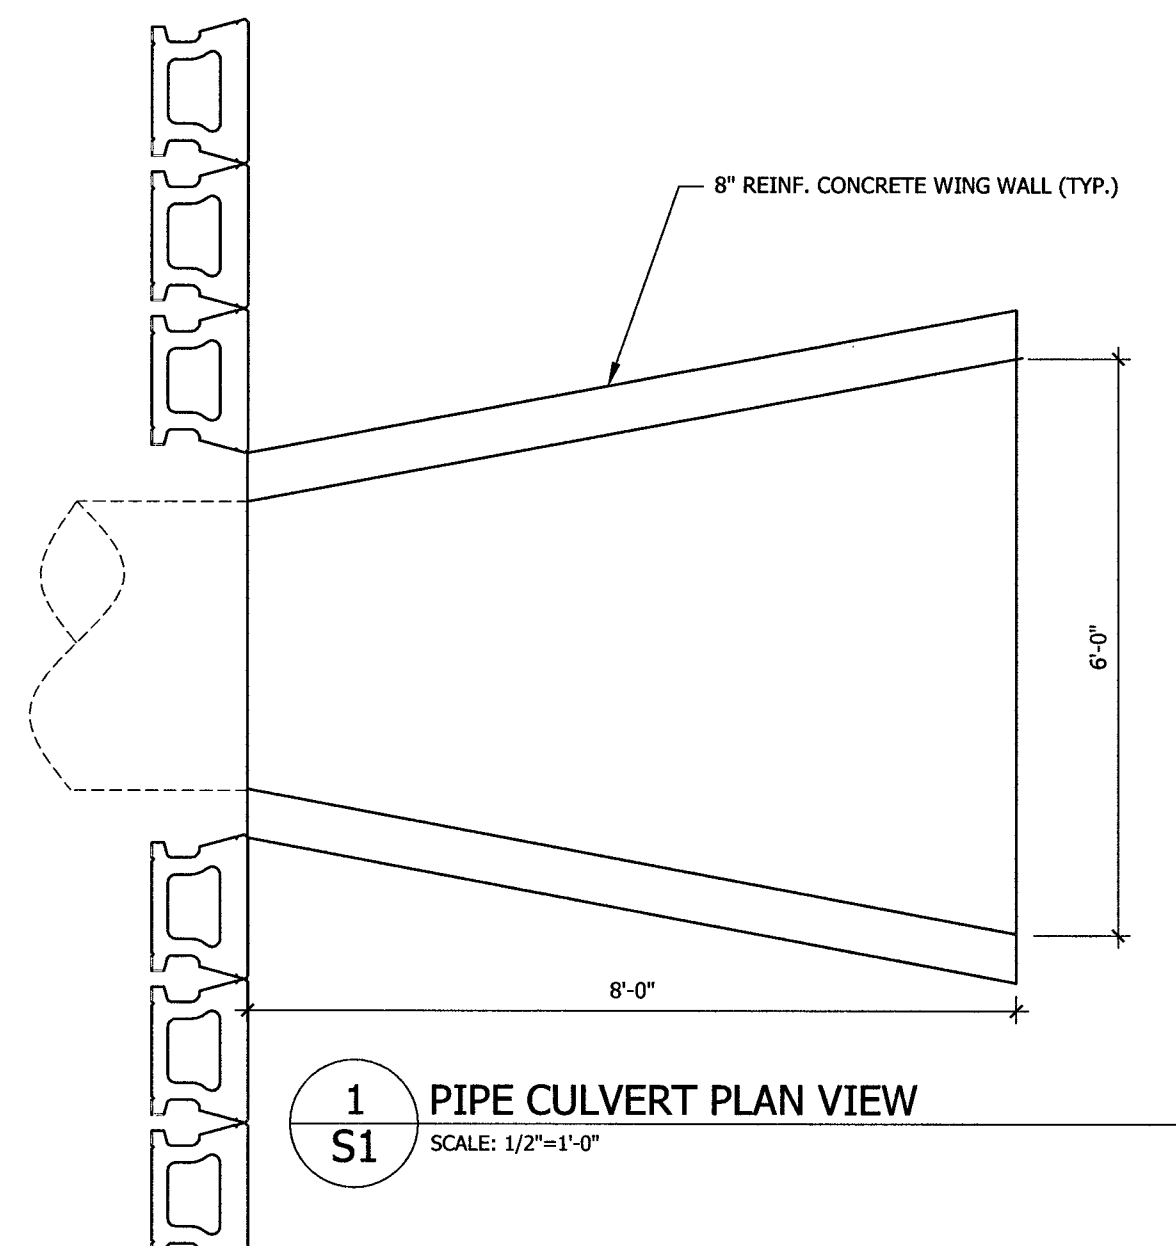 8" REINF. CONCRETE WING WALL (TYP.)
6'-0"
8'-0"
1
S1
PIPE CULVERT PLAN VIEW
SCALE: 1/2"=1'-0"